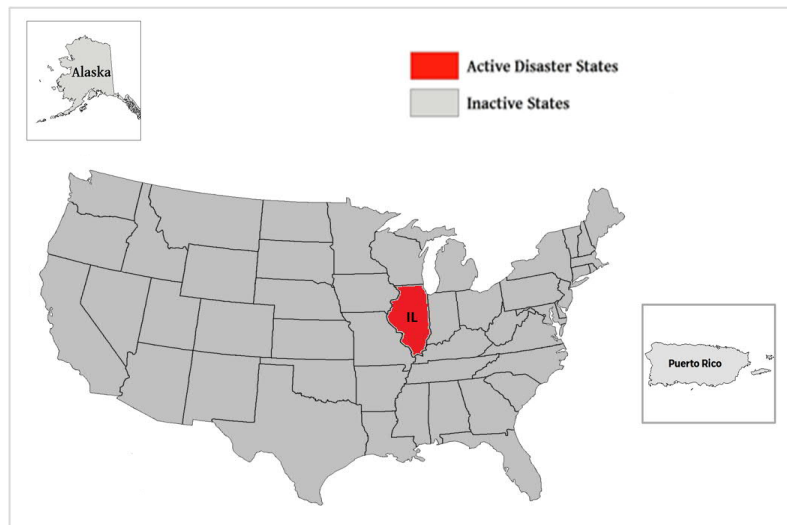 Alaska
Active Disaster States
Inactive States
IL
Puerto Rico